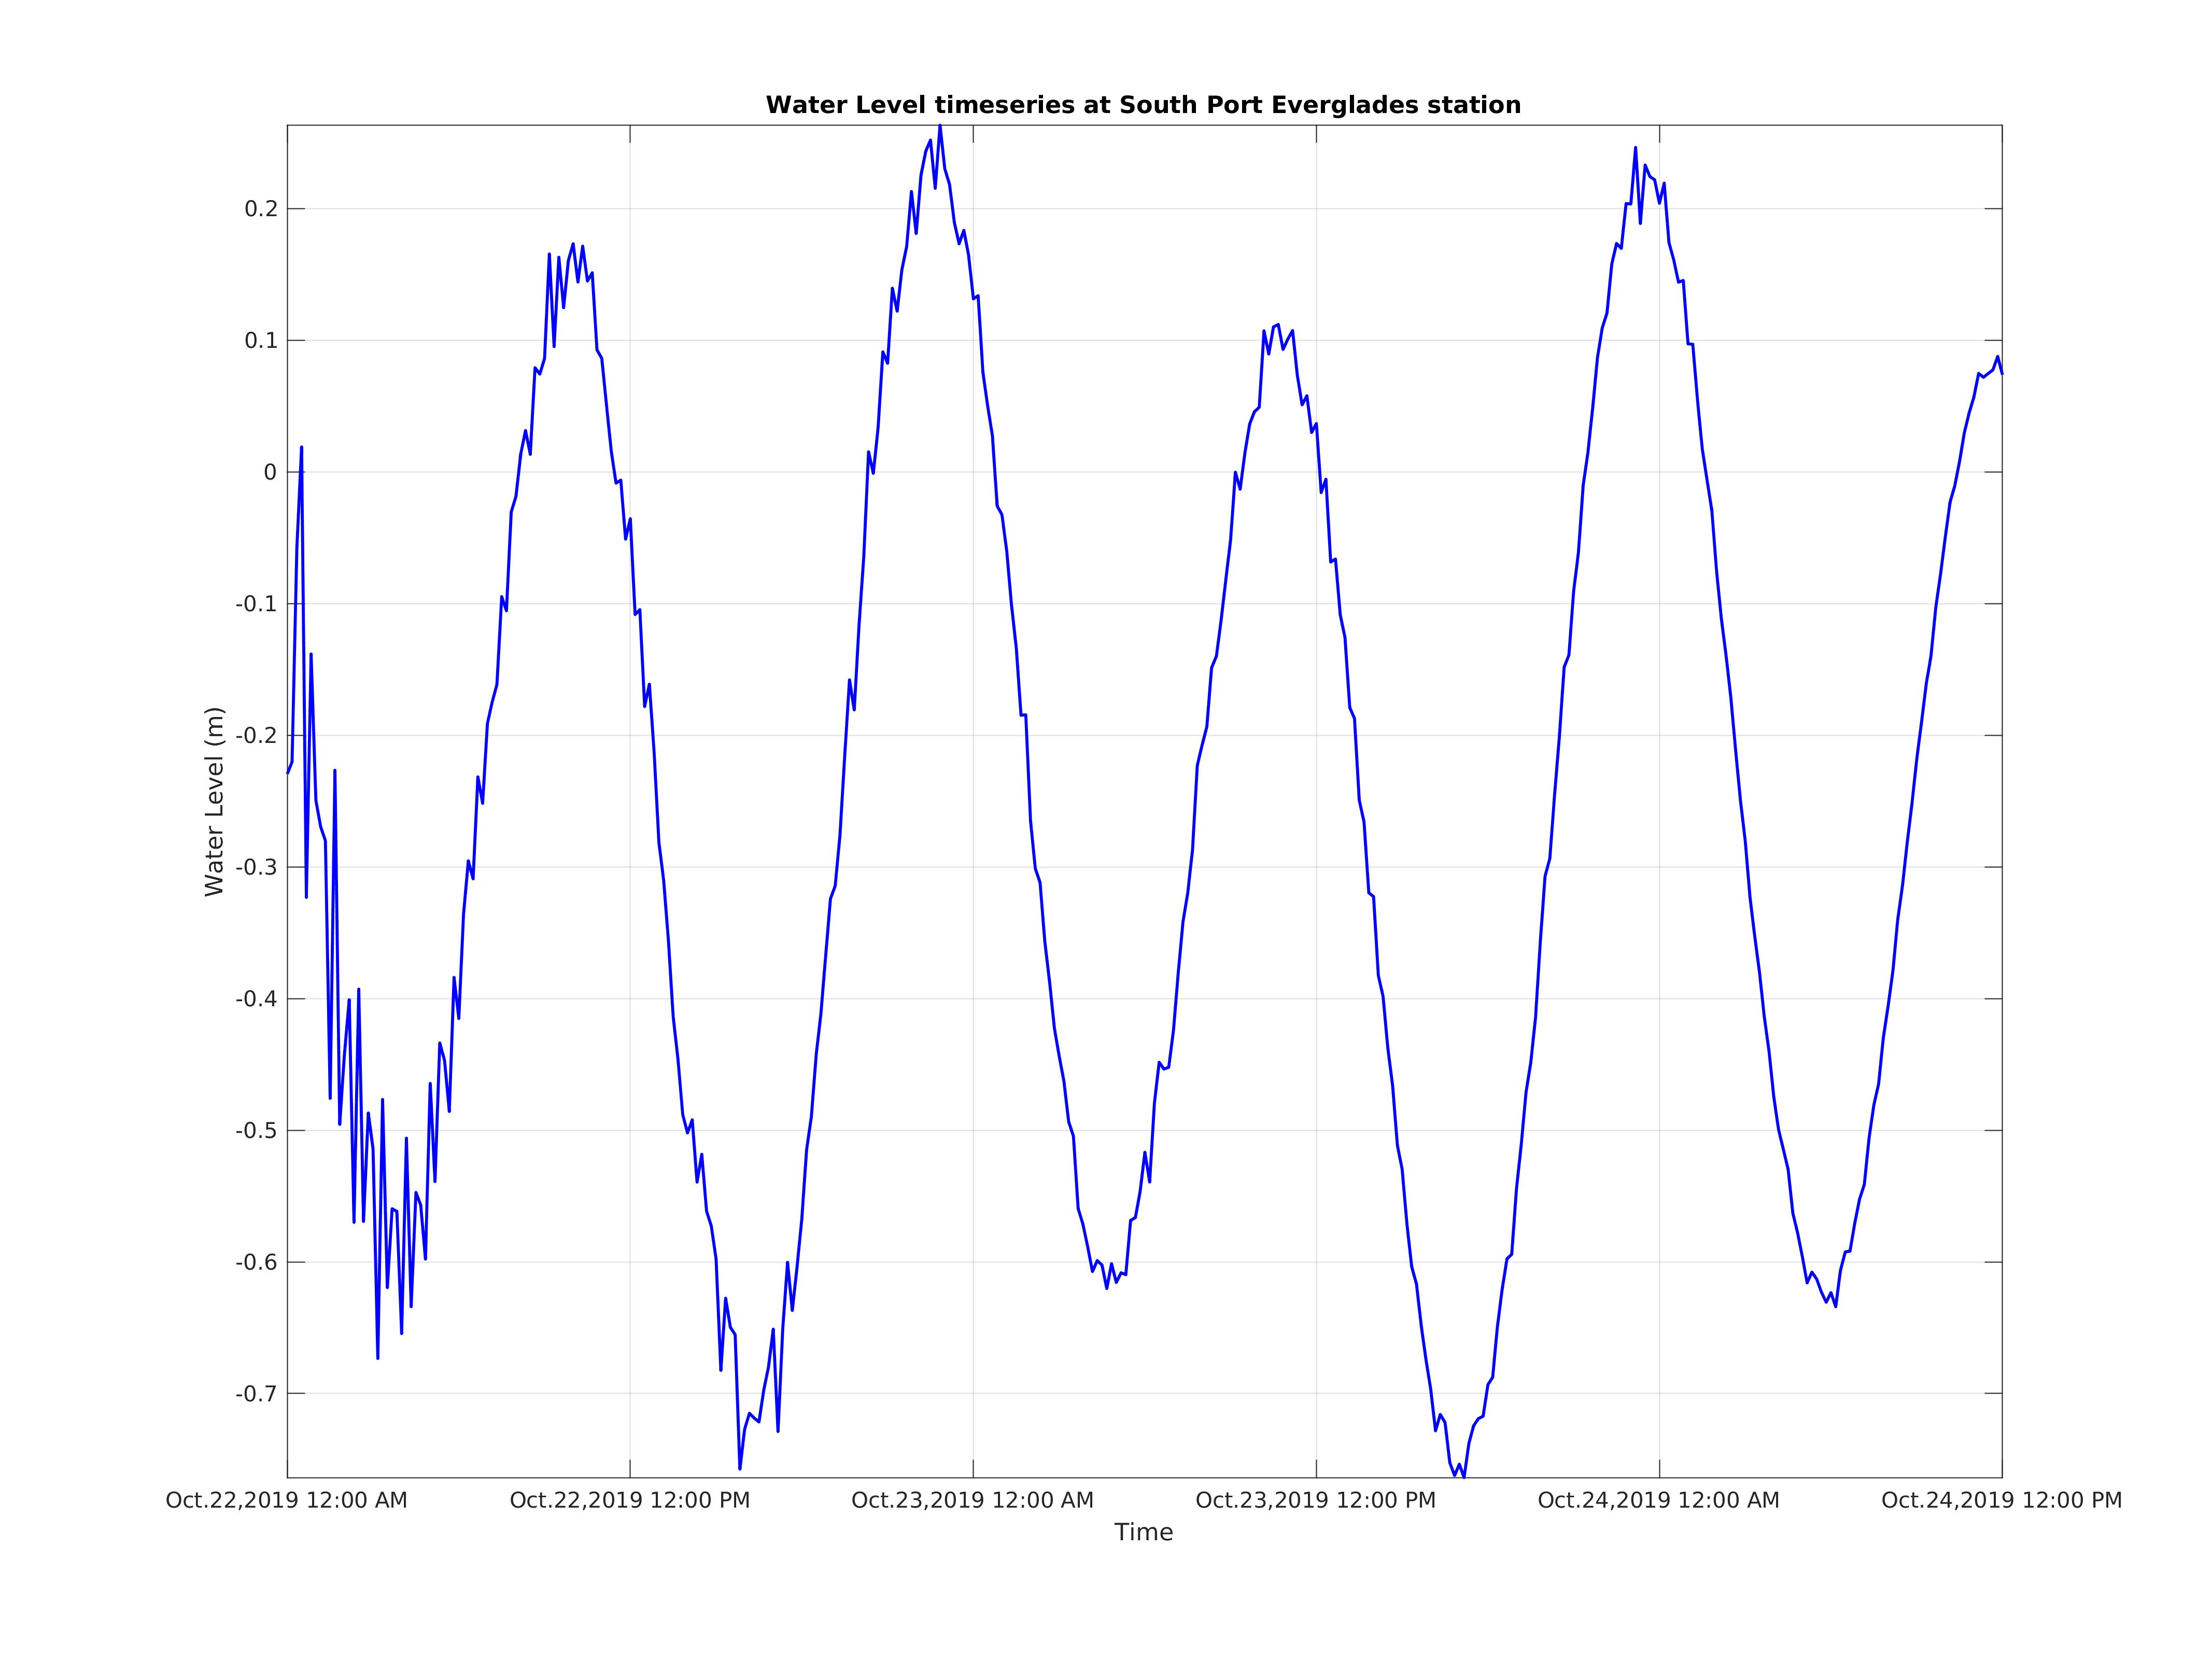 Water Level timeseries at South Port Everglades station
0.2
0.1
0
-0.1
-0.2
-0.3
-0.4
-0.5
-0.6
-0.7
Water Level (m)
Oct.22,2019 12:00 AM
Oct.22,2019 12:00 PM
Oct.23,2019 12:00 AM
Oct.23,2019 12:00 PM
Oct.24,2019 12:00 AM
Oct.24,2019 12:00 PM
Time